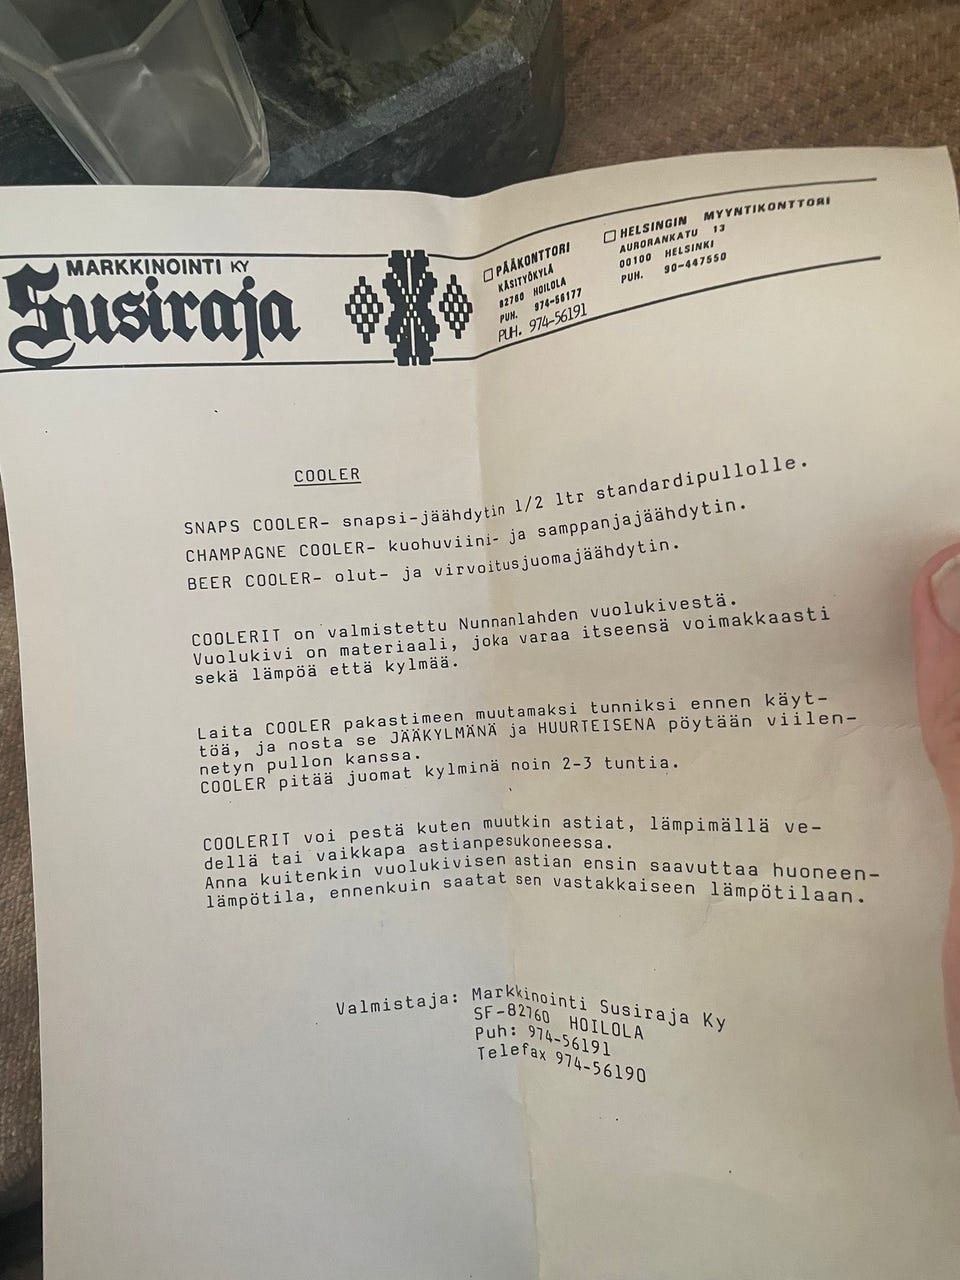 MARKKINOINTI KY
Susiraja
PÄÄKONTTORI
KÄSITYÖKYLÄ
82760 HOILOLA
PUH. 974-56177
PUH. 974-56191
HELSINGIN MYYNTIKONTTORI
AURORANKATU 13
00100 HELSINKI
PUH. 90-447550
COOLER
SNAPS COOLER- snapsi-jäähdytin 1/2 ltr standardipullolle.
CHAMPAGNE COOLER- kuohuviini- ja samppanjajäähdytin.
BEER COOLER- olut- ja virvoitusjuomajäähdytin.
COOLERIT on valmistettu Nunnanlahden vuolukivestä.
Vuolukivi on materiaali, joka varaa itseensä voimakkaasti
sekä lämpöä että kylmää.
Laita COOLER pakastimeen muutamaksi tunniksi ennen käyt-
töä, ja nosta se JÄÄKYLMÄNÄ ja HUURTEISENA pöytään viilen-
netyn pullon kanssa.
COOLER pitää juomat kylminä noin 2-3 tuntia.
COOLERIT voi pestä kuten muutkin astiat, lämpimällä ve-
dellä tai vaikkapa astianpesukoneessa.
Anna kuitenkin vuolukivisen astian ensin saavuttaa huoneen-
lämpötila, ennenkuin saatat sen vastakkaiseen lämpötilaan.
Valmistaja: Markkinointi Susiraja Ky
SF-82760 HOILOLA
Puh: 974-56191
Telefax 974-56190